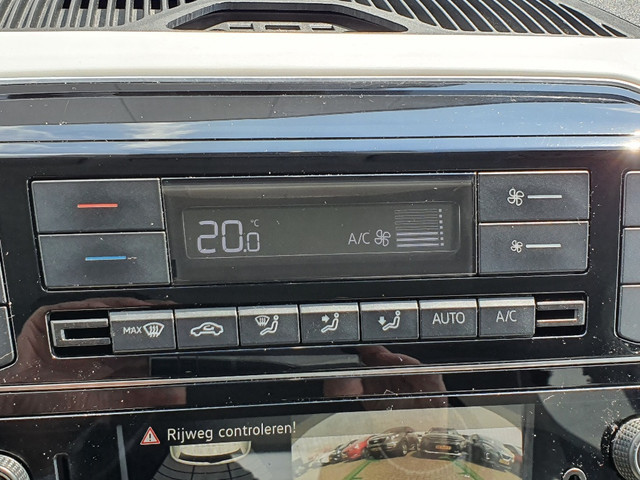 20.0 °C A/C
MAX AUTO A/C
Rijweg controleren!